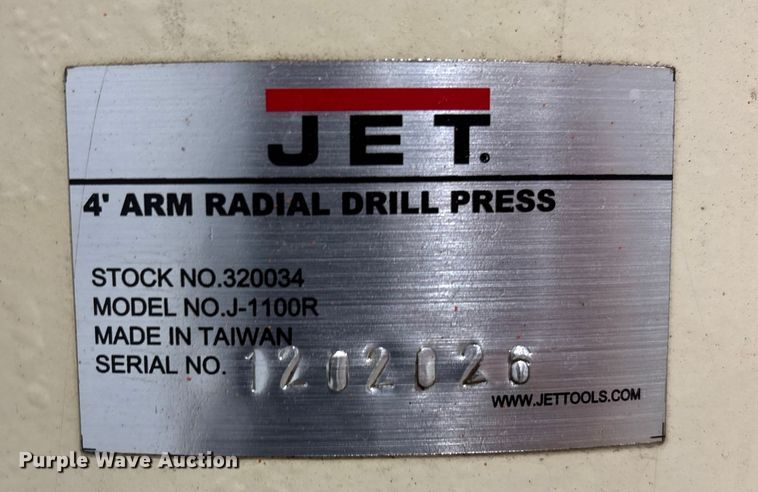 JET®
4' ARM RADIAL DRILL PRESS
STOCK NO.320034
MODEL NO.J-1100R
MADE IN TAIWAN
SERIAL NO. 1202026
WWW.JETTOOLS.COM
Purple Wave Auction